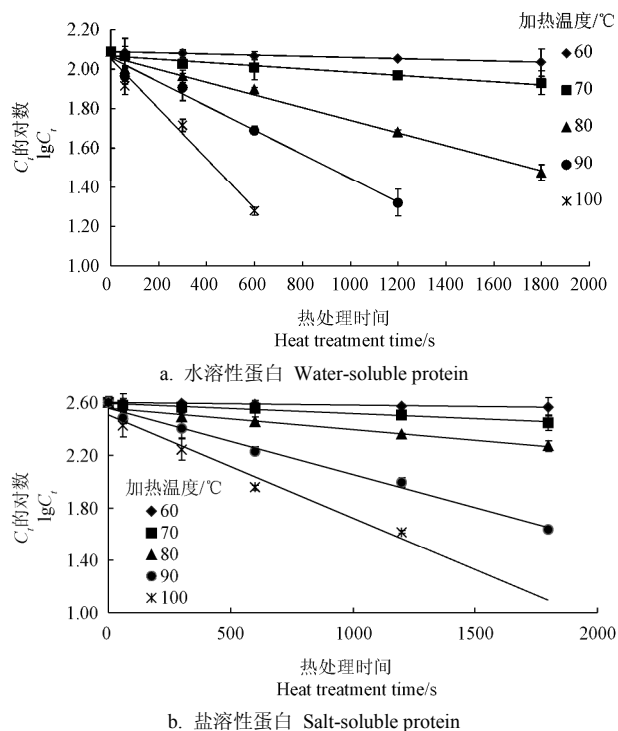 加热温度/℃
60
70
80
90
100
2.20
2.00
1.80
1.60
1.40
1.20
1.00
Ct的对数
lgCt
0 200 400 600 800 1000 1200 1400 1600 1800 2000
热处理时间
Heat treatment time/s
a. 水溶性蛋白 Water-soluble protein
2.60
2.20
1.80
1.40
1.00
Ct的对数
lgCt
加热温度/℃
60
70
80
90
100
0 500 1000 1500 2000
热处理时间
Heat treatment time/s
b. 盐溶性蛋白 Salt-soluble protein